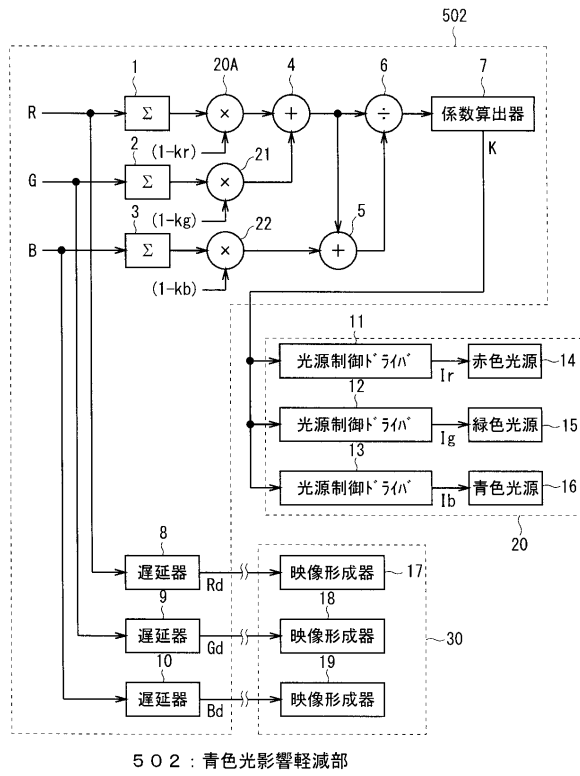 502
1
20A
4
6
7
R
Σ
×
+
÷
係数算出器
(1-kr)
K
2
21
G
Σ
×
(1-kg)
3
22
5
B
Σ
×
+
(1-kb)
11
光源制御ﾄﾞﾗｲﾊﾞ
Ir
赤色光源
14
12
光源制御ﾄﾞﾗｲﾊﾞ
Ig
緑色光源
15
13
光源制御ﾄﾞﾗｲﾊﾞ
Ib
青色光源
16
20
8
遅延器
Rd
映像形成器
17
9
18
遅延器
Gd
映像形成器
30
10
19
遅延器
Bd
映像形成器
502:青色光影響軽減部